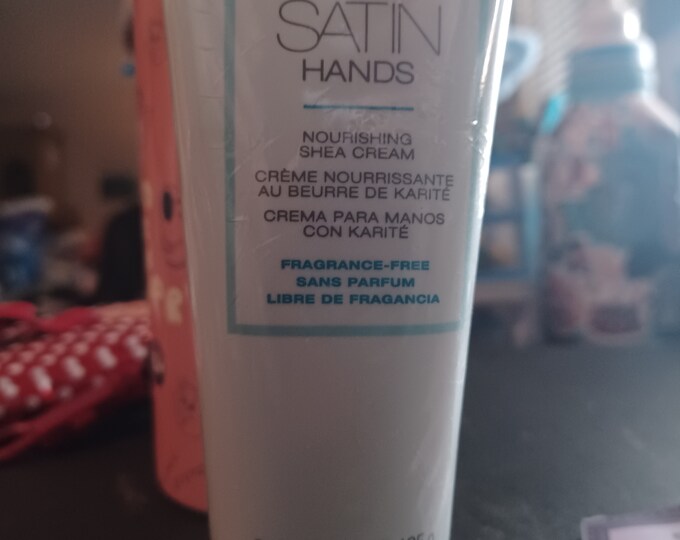 SATIN
HANDS
NOURISHING
SHEA CREAM
CRÈME NOURRISSANTE
AU BEURRE DE KARITÉ
CREMA PARA MANOS
CON KARITÉ
FRAGRANCE-FREE
SANS PARFUM
LIBRE DE FRAGANCIA